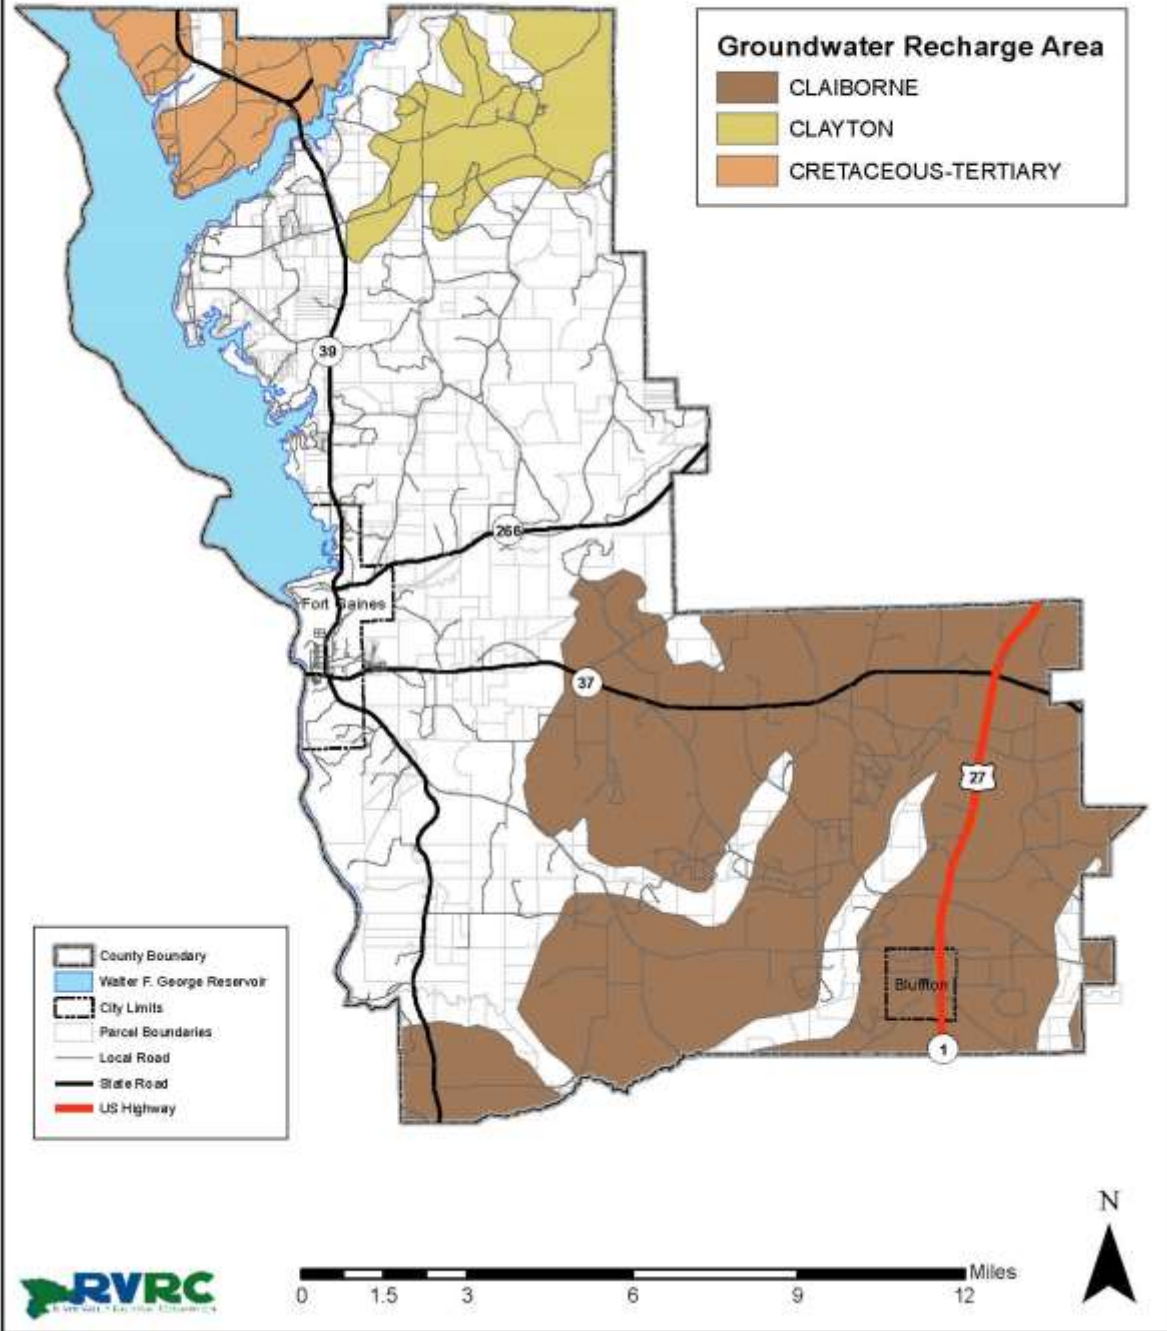 Groundwater Recharge Area
CLAIBORNE
CLAYTON
CRETACEOUS-TERTIARY
39
266
Fort Gaines
37
27
Bluffton
1
County Boundary
Walter F. George Reservoir
City Limits
Parcel Boundaries
Local Road
State Road
US Highway
N
RVRC
Miles
0 1.5 3 6 9 12